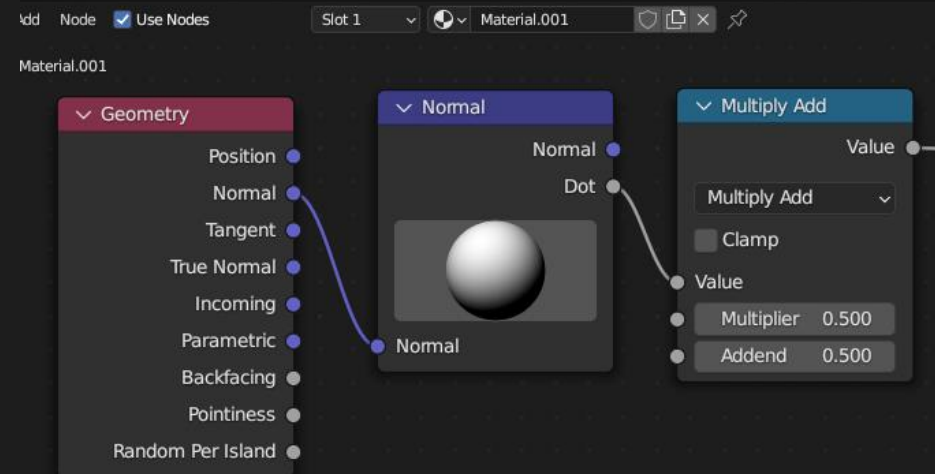 Node Use Nodes Slot 1 Material.001
Material.001
Geometry
Position
Normal
Tangent
True Normal
Incoming
Parametric
Backfacing
Pointiness
Random Per Island
Normal
Normal
Dot
Normal
Multiply Add
Value
Multiply Add
Clamp
Value
Multiplier 0.500
Addend 0.500